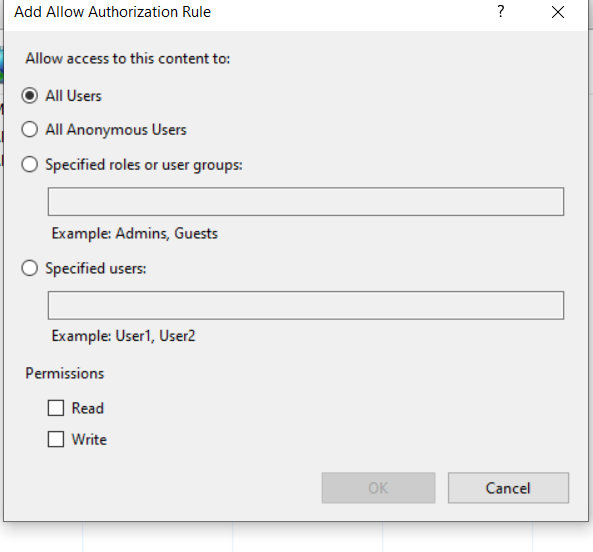 Add Allow Authorization Rule ?
Allow access to this content to:
All Users
All Anonymous Users
Specified roles or user groups:
Example: Admins, Guests
Specified users:
Example: User1, User2
Permissions
Read
Write
OK Cancel